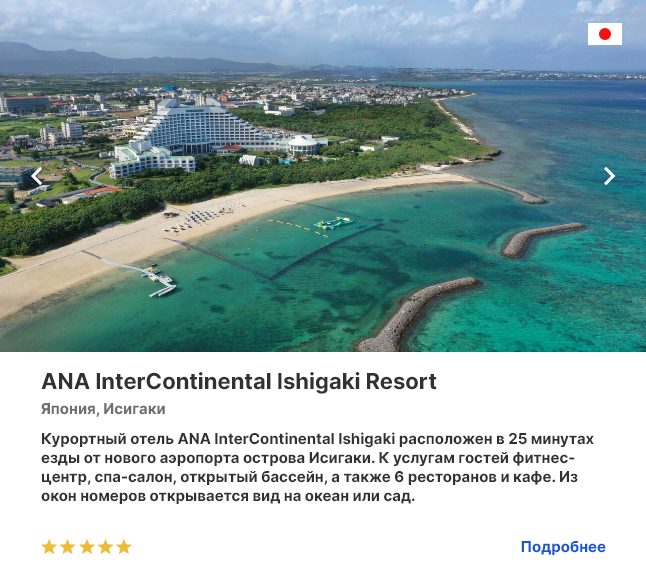 ANA InterContinental Ishigaki Resort
Япония, Исигаки
Курортный отель ANA InterContinental Ishigaki расположен в 25 минутах
езды от нового аэропорта острова Исигаки. К услугам гостей фитнес-
центр, спа-салон, открытый бассейн, а также 6 ресторанов и кафе. Из
окон номеров открывается вид на океан или сад.
Подробнее